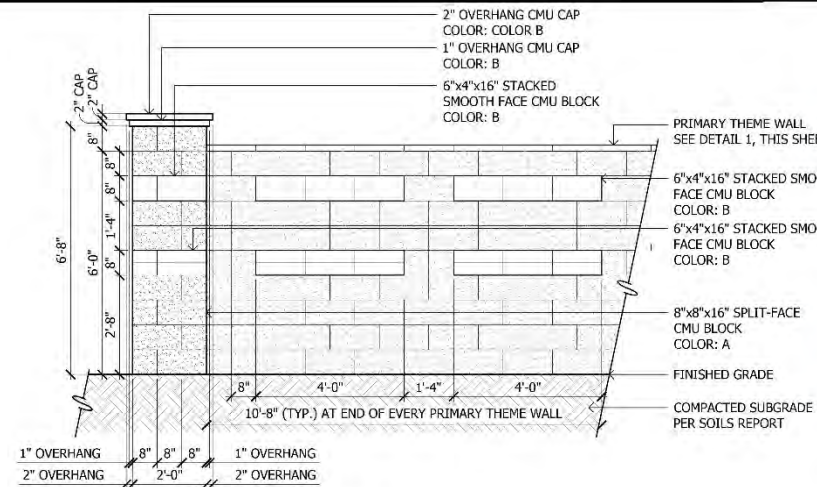 2" OVERHANG CMU CAP
COLOR: COLOR B
1" OVERHANG CMU CAP
COLOR: B
6"x4"x16" STACKED
SMOOTH FACE CMU BLOCK
COLOR: B
PRIMARY THEME WALL
SEE DETAIL 1, THIS SHE
6"x4"x16" STACKED SMO
FACE CMU BLOCK
COLOR: B
6"x4"x16" STACKED SMO
FACE CMU BLOCK
COLOR: B
8"x8"x16" SPLIT-FACE
CMU BLOCK
COLOR: A
FINISHED GRADE
COMPACTED SUBGRADE
PER SOILS REPORT
2" CAP
2" CAP
8"
8"
8"
1'-4"
8"
2'-8"
6'-0"
6'-8"
8" 4'-0" 1'-4" 4'-0"
10'-8" (TYP.) AT END OF EVERY PRIMARY THEME WALL
1" OVERHANG 8" 8" 8" 1" OVERHANG
2" OVERHANG 2'-0" 2" OVERHANG